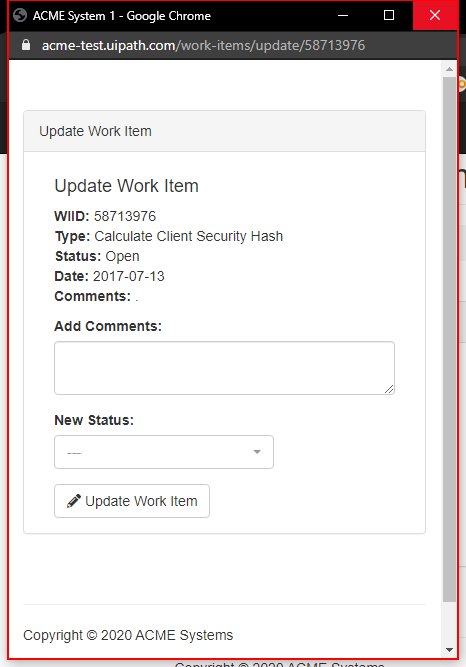 ACME System 1 - Google Chrome
acme-test.uipath.com/work-items/update/58713976
Update Work Item
Update Work Item
WIID: 58713976
Type: Calculate Client Security Hash
Status: Open
Date: 2017-07-13
Comments: .
Add Comments:
New Status:
---
Update Work Item
Copyright © 2020 ACME Systems
Copyright © 2020 ACME Systems